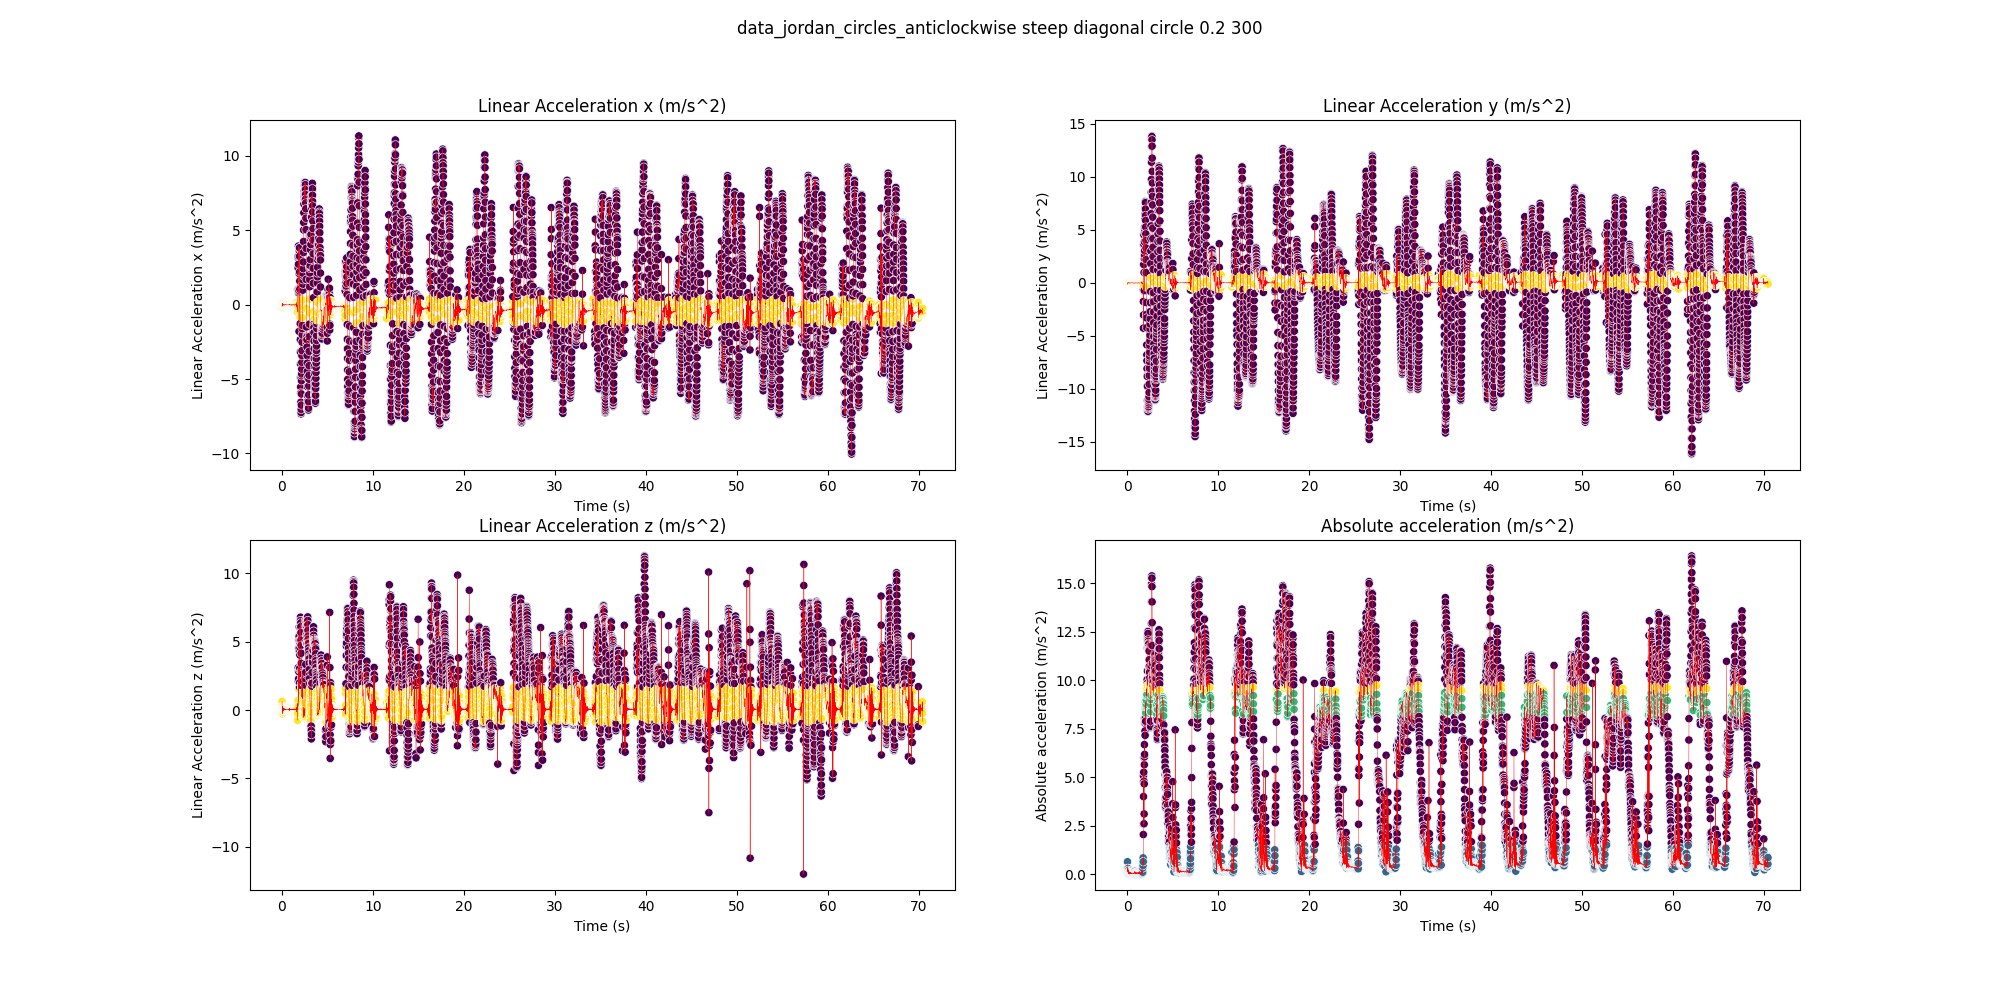 data_jordan_circles_anticlockwise steep diagonal circle 0.2 300
Linear Acceleration x (m/s^2)
Linear Acceleration x (m/s^2)
10
5
0
−5
−10
0 10 20 30 40 50 60 70
Time (s)
Linear Acceleration y (m/s^2)
Linear Acceleration y (m/s^2)
15
10
5
0
−5
−10
−15
0 10 20 30 40 50 60 70
Time (s)
Linear Acceleration z (m/s^2)
Linear Acceleration z (m/s^2)
10
5
0
−5
−10
0 10 20 30 40 50 60 70
Time (s)
Absolute acceleration (m/s^2)
Absolute acceleration (m/s^2)
15.0
12.5
10.0
7.5
5.0
2.5
0.0
0 10 20 30 40 50 60 70
Time (s)